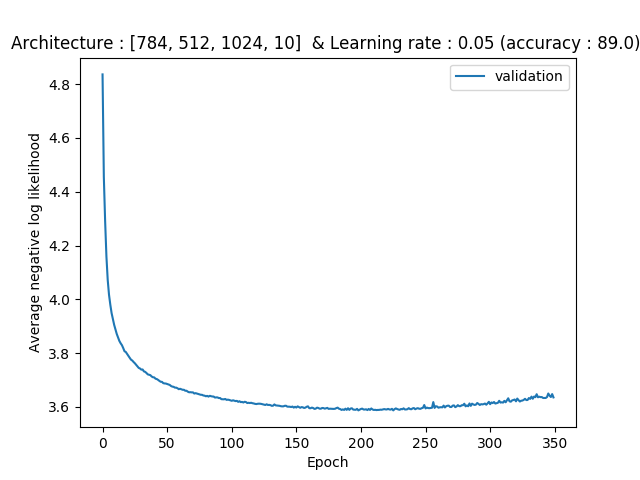 Architecture : [784, 512, 1024, 10]  & Learning rate : 0.05 (accuracy : 89.0)
validation
Average negative log likelihood
4.8
4.6
4.4
4.2
4.0
3.8
3.6
0 50 100 150 200 250 300 350
Epoch